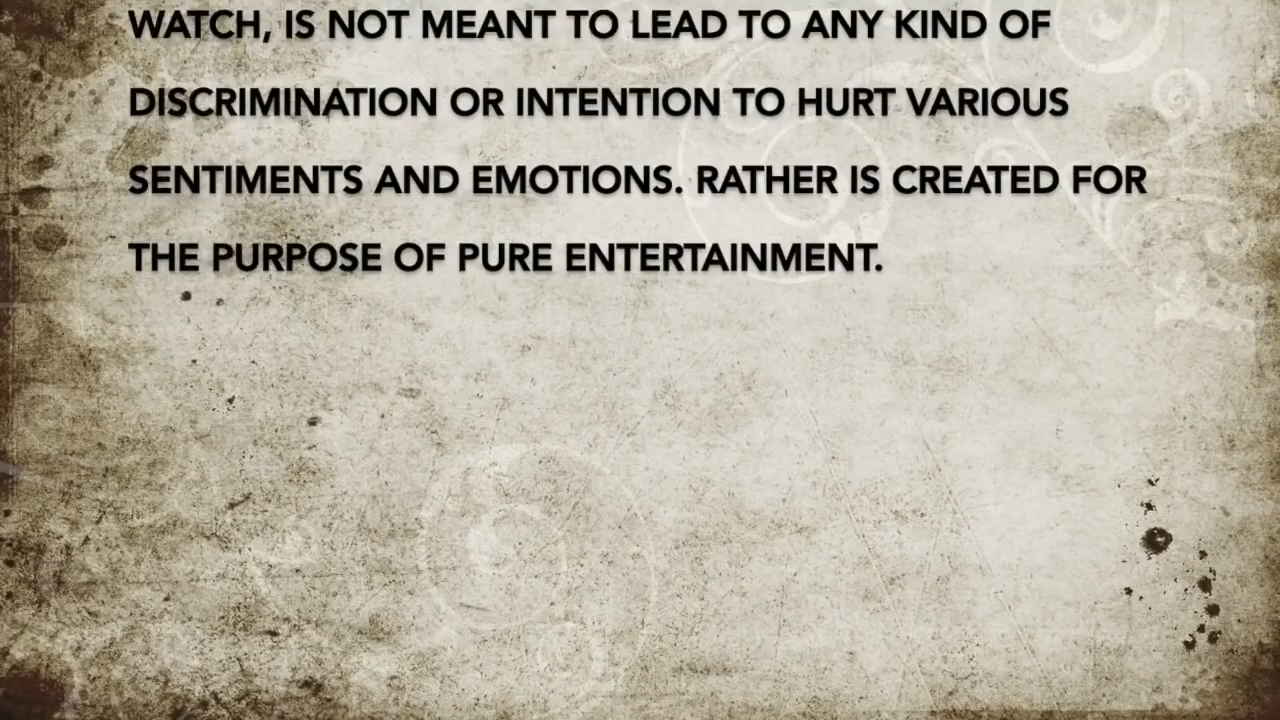 WATCH, IS NOT MEANT TO LEAD TO ANY KIND OF
DISCRIMINATION OR INTENTION TO HURT VARIOUS
SENTIMENTS AND EMOTIONS. RATHER IS CREATED FOR
THE PURPOSE OF PURE ENTERTAINMENT.